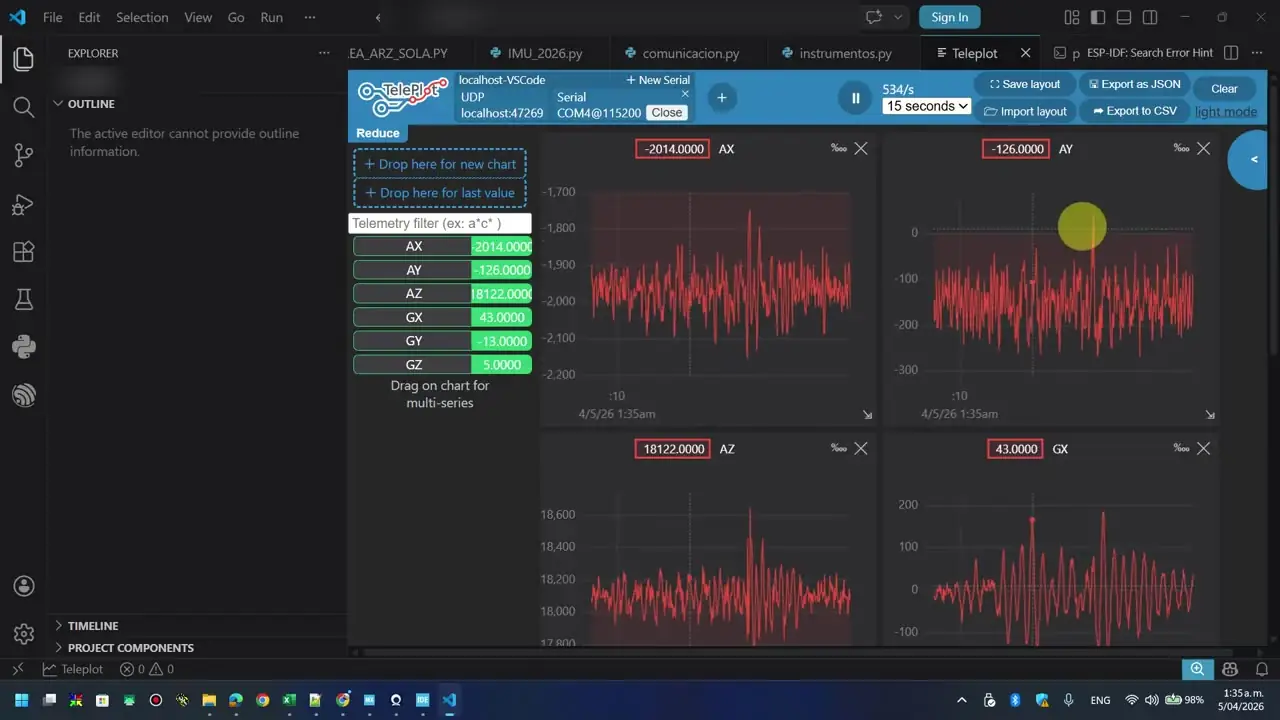 File Edit Selection View Go Run ··· Sign In
EXPLORER ···
OUTLINE
The active editor cannot provide outline
information.
TIMELINE
PROJECT COMPONENTS
EA_ARZ_SOLA.PY IMU_2026.py comunicacion.py instrumentos.py Teleplot p ESP-IDF: Search Error Hint ···
TelePlot
localhost-VSCode + New Serial
UDP
localhost:47269
Serial
COM4@115200 Close
+
534/s
15 seconds
Save layout Export as JSON Clear
Import layout Export to CSV light mode
Reduce
<
+ Drop here for new chart
+ Drop here for last value
Telemetry filter (ex: a*c* )
AX -2014.0000
AY -126.0000
AZ 18122.0000
GX 43.0000
GY -13.0000
GZ 5.0000
Drag on chart for
multi-series
-2014.0000 AX ‱
-1,700
-1,800
-1,900
-2,000
-2,100
-2,200
:10
4/5/26 1:35am
-126.0000 AY ‱
0
-100
-200
-300
:10
4/5/26 1:35am
18122.0000 AZ ‱
18,600
18,400
18,200
18,000
17,800
43.0000 GX ‱
200
100
0
-100
Teleplot 0 0
ENG 98% 1:35 a. m.
5/04/2026